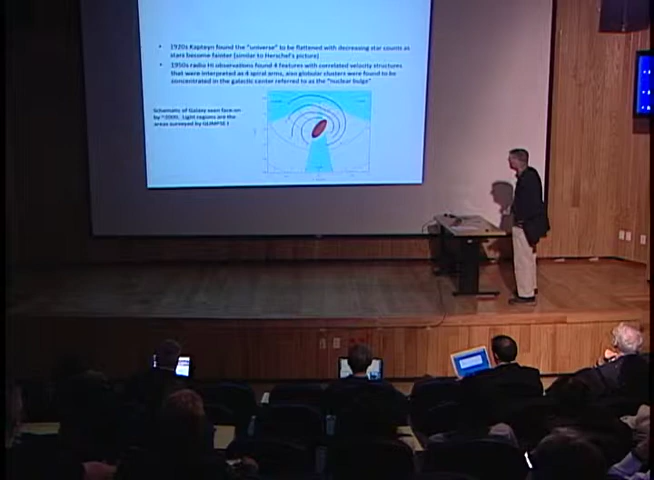 • 1920s Kapteyn found the "universe" to be flattened with decreasing star counts as
stars become fainter (similar to Herschel's picture)
• 1950s radio HI observations found 4 features with correlated velocity structures
that were interpreted as 4 spiral arms, also globular clusters were found to be
concentrated in the galactic center referred to as the "nuclear bulge"
Schematic of Galaxy seen face-on
by ~2000. Light regions are the
areas surveyed by GLIMPSE I